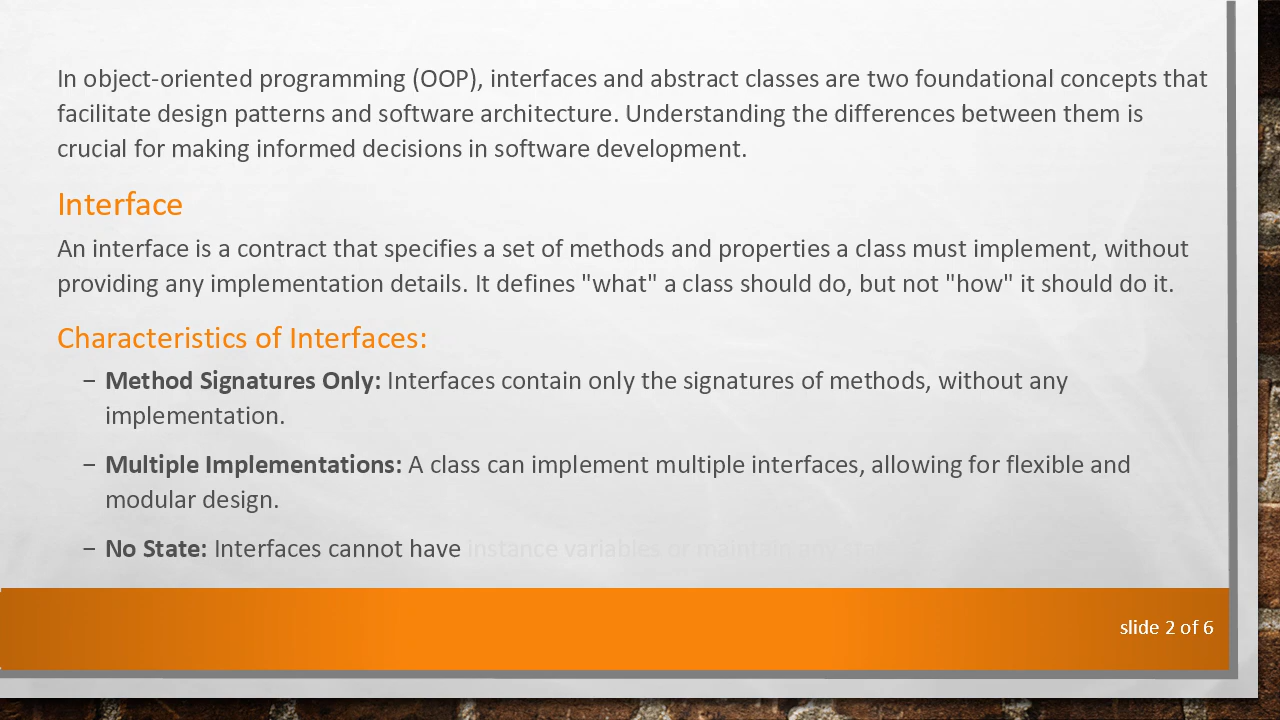 In object-oriented programming (OOP), interfaces and abstract classes are two foundational concepts that
facilitate design patterns and software architecture. Understanding the differences between them is
crucial for making informed decisions in software development.
Interface
An interface is a contract that specifies a set of methods and properties a class must implement, without
providing any implementation details. It defines "what" a class should do, but not "how" it should do it.
Characteristics of Interfaces:
− Method Signatures Only: Interfaces contain only the signatures of methods, without any
implementation.
− Multiple Implementations: A class can implement multiple interfaces, allowing for flexible and
modular design.
− No State: Interfaces cannot have instance variables or maintain any
slide 2 of 6